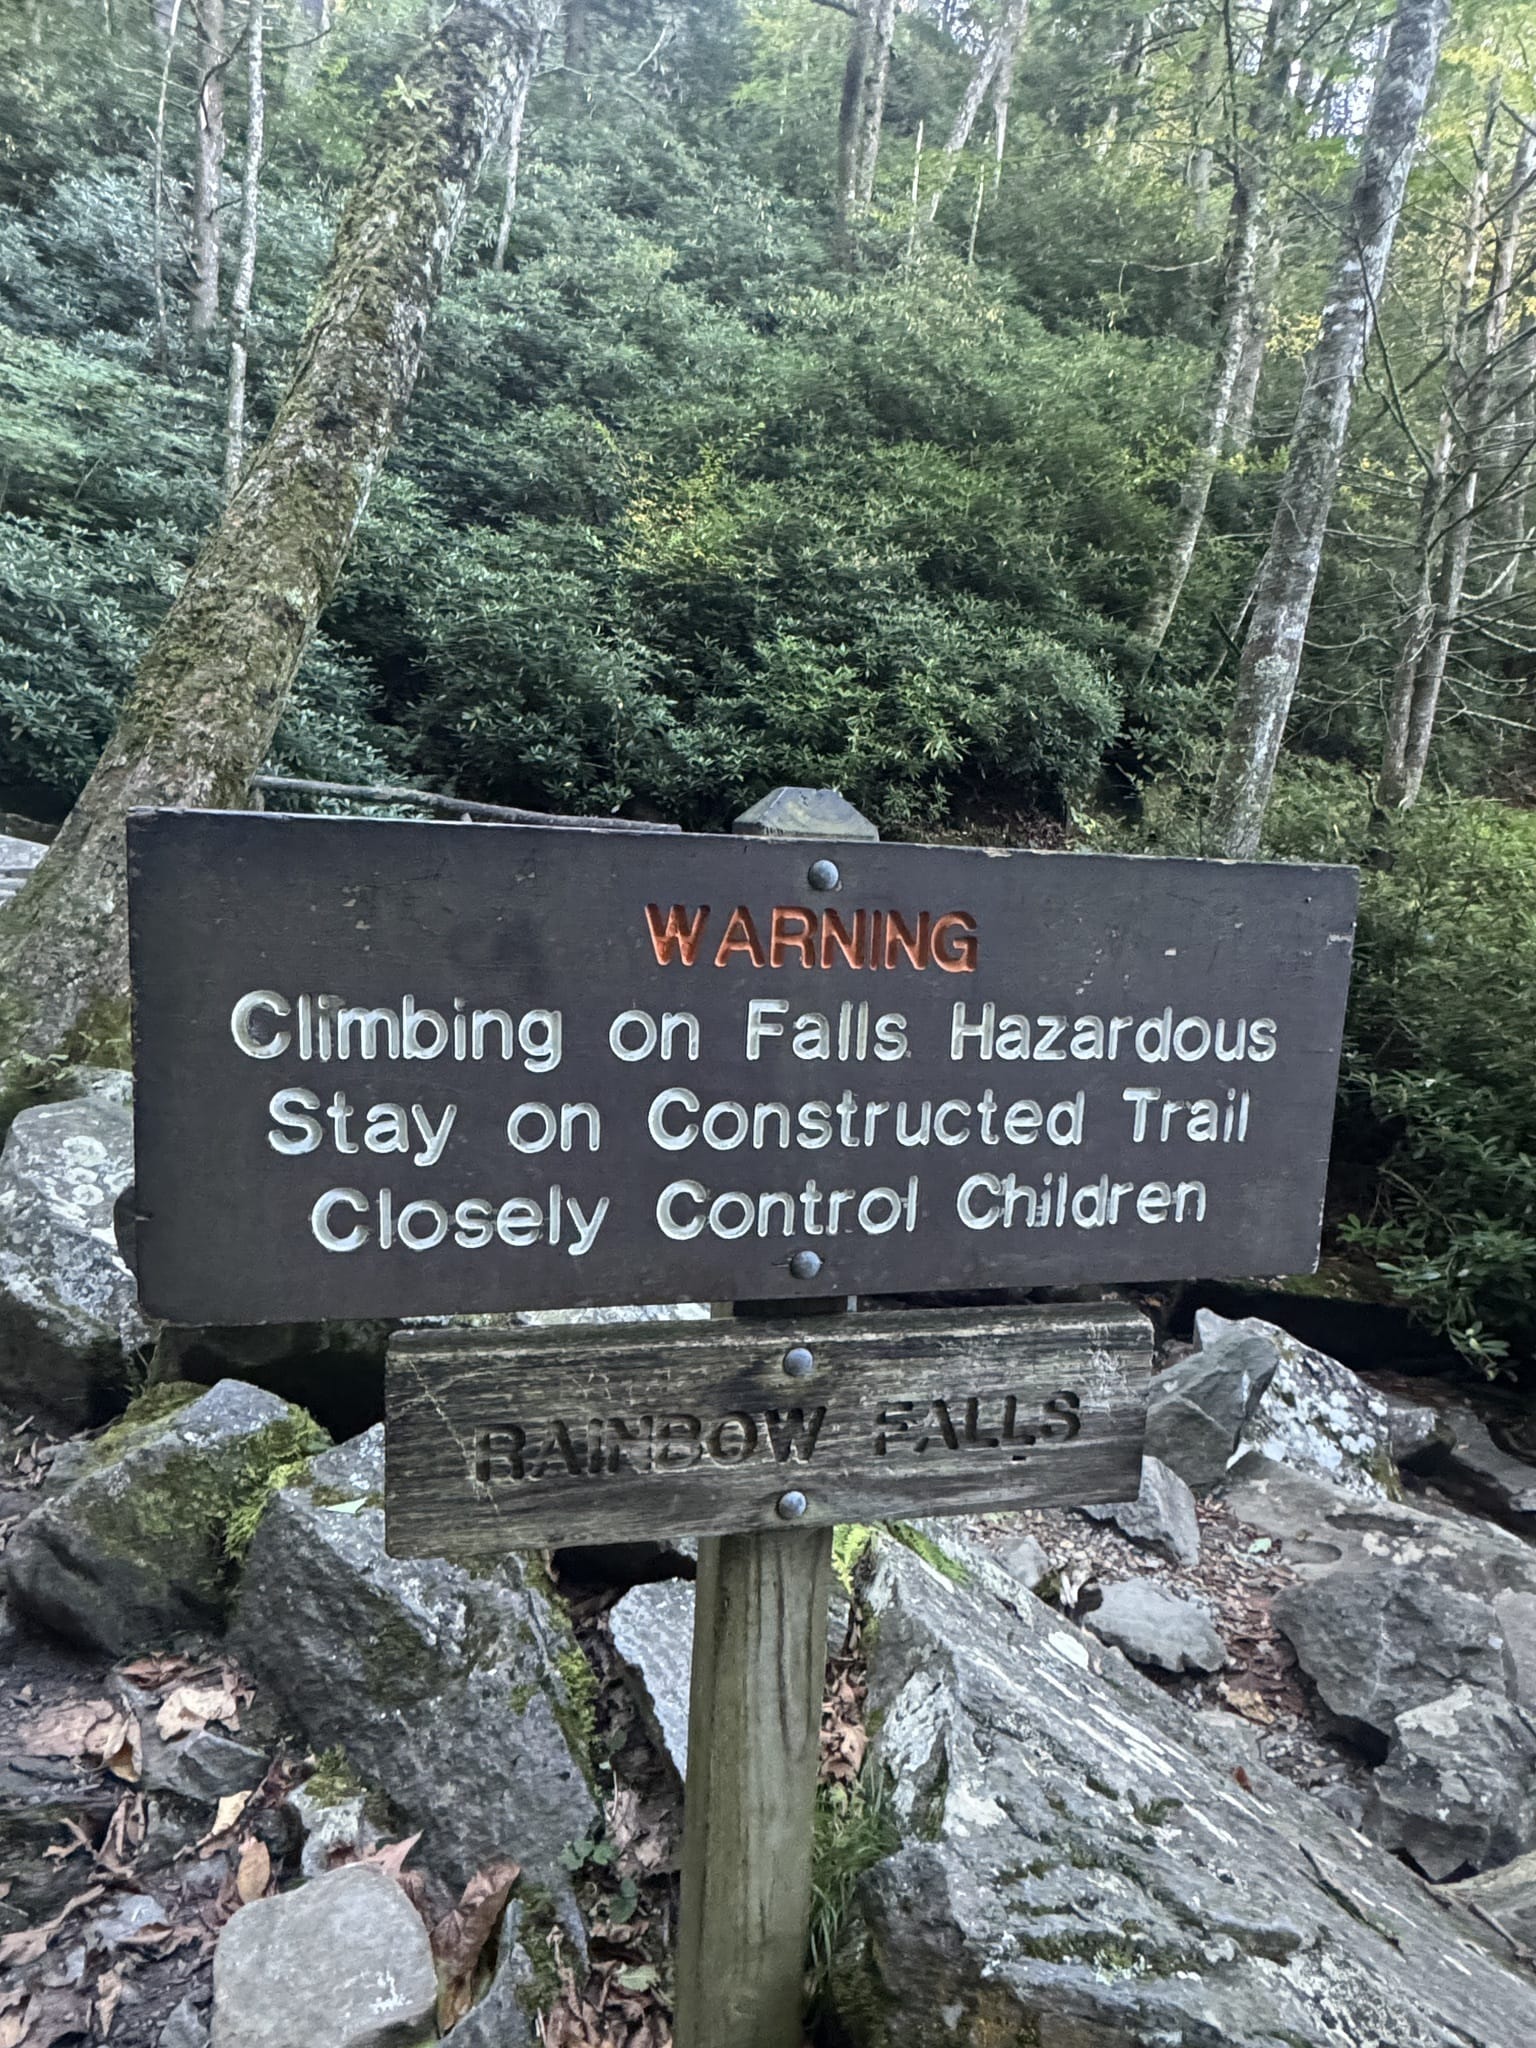 WARNING
Climbing on Falls Hazardous
Stay on Constructed Trail
Closely Control Children
RAINBOW FALLS